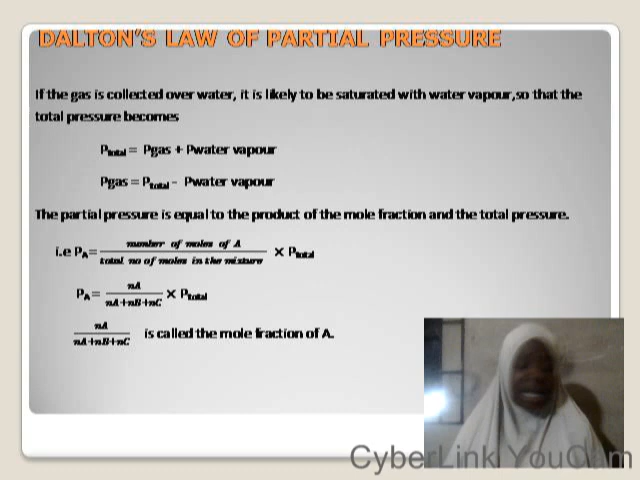 DALTON'S LAW OF PARTIAL PRESSURE
If the gas is collected over water, it is likely to be saturated with water vapour,so that the
total pressure becomes
Ptotal = Pgas + Pwater vapour
Pgas = Ptotal - Pwater vapour
The partial pressure is equal to the product of the mole fraction and the total pressure.
i.e PA= number of moles of A / total no of moles in the mixture × Ptotal
PA= nA / nA+nB+nC × Ptotal
nA / nA+nB+nC is called the mole fraction of A.
CyberLink YouCam